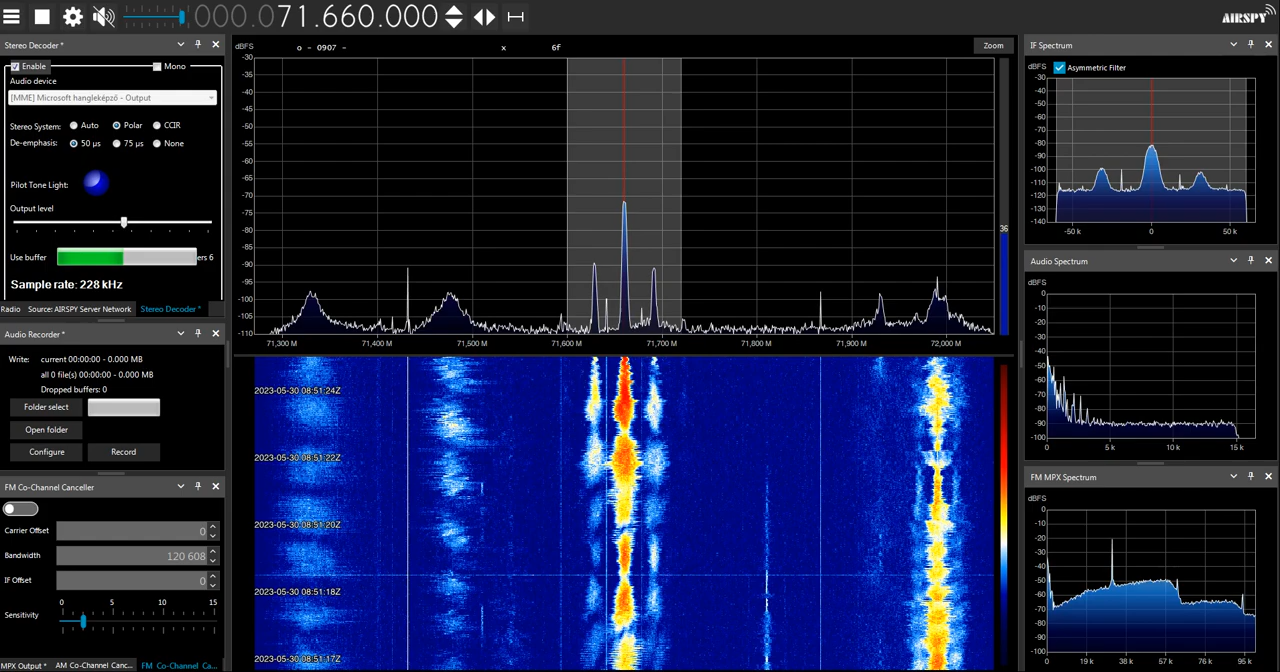 000.071.660.000
AIRSPY
Stereo Decoder *
Enable
Mono
Audio device
[MME] Microsoft hangleképző - Output
Stereo System:
Auto
Polar
CCIR
De-emphasis:
50 µs
75 µs
None
Pilot Tone Light:
Output level
Use buffer
ers 6
Sample rate: 228 kHz
Radio
Source: AIRSPY Server Network
Stereo Decoder *
Audio Recorder *
Write:
current 00:00:00 - 0.000 MB
all 0 file(s) 00:00:00 - 0.000 MB
Dropped buffers: 0
Folder select
Open folder
Configure
Record
FM Co-Channel Canceller
Carrier Offset
0
Bandwidth
120 608
IF Offset
0
0
5
10
15
Sensitivity
MPX Output *
AM Co-Channel Canc...
FM Co-Channel Ca...
dBFS
o - 0907 -
x
6f
Zoom
-30
-35
-40
-45
-50
-55
-60
-65
-70
-75
-80
-85
-90
-95
-100
-105
-110
36
71,300M
71,400M
71,500M
71,600M
71,700M
71,800M
71,900M
72,000M
2023-05-30 08:51:24Z
2023-05-30 08:51:22Z
2023-05-30 08:51:20Z
2023-05-30 08:51:18Z
2023-05-30 08:51:17Z
IF Spectrum
dBFS
Asymmetric Filter
-30
-40
-50
-60
-70
-80
-90
-100
-110
-120
-130
-140
-50 k
0
50 k
Audio Spectrum
dBFS
0
-10
-20
-30
-40
-50
-60
-70
-80
-90
-100
0
5 k
10 k
15 k
FM MPX Spectrum
dBFS
0
-10
-20
-30
-40
-50
-60
-70
-80
-90
-100
0
19 k
38 k
57 k
76 k
95 k